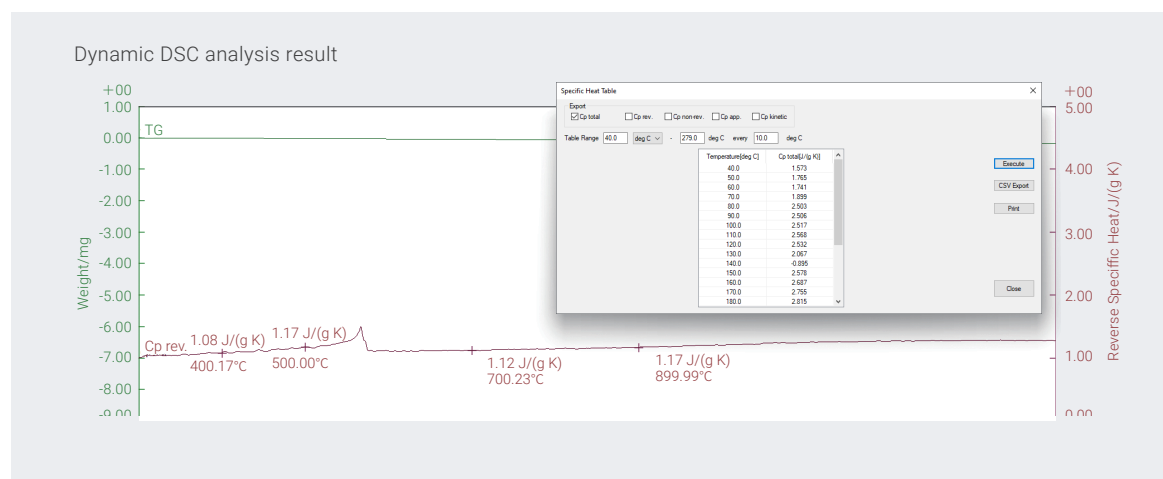 Dynamic DSC analysis result
+00
1.00
0.00
-1.00
-2.00
-3.00
-4.00
-5.00
-6.00
-7.00
-8.00
-9.00
Weight/mg
TG
Cp rev.
1.08 J/(g K)
400.17°C
1.17 J/(g K)
500.00°C
1.12 J/(g K)
700.23°C
1.17 J/(g K)
899.99°C
Specific Heat Table
Export
Cp total Cp rev. Cp non-rev. Cp app. Cp kinetic
Table Range 40.0 deg C - 279.0 deg C every 10.0 deg C
Temperature[deg C] Cp total[J/(g K)]
40.0 1.573
50.0 1.765
60.0 1.741
70.0 1.899
80.0 2.503
90.0 2.506
100.0 2.517
110.0 2.568
120.0 2.532
130.0 2.067
140.0 -0.895
150.0 2.578
160.0 2.687
170.0 2.755
180.0 2.815
Execute
CSV Export
Print
Close
+00
5.00
4.00
3.00
2.00
1.00
0.00
Reverse Speciffic Heat/J/(g K)